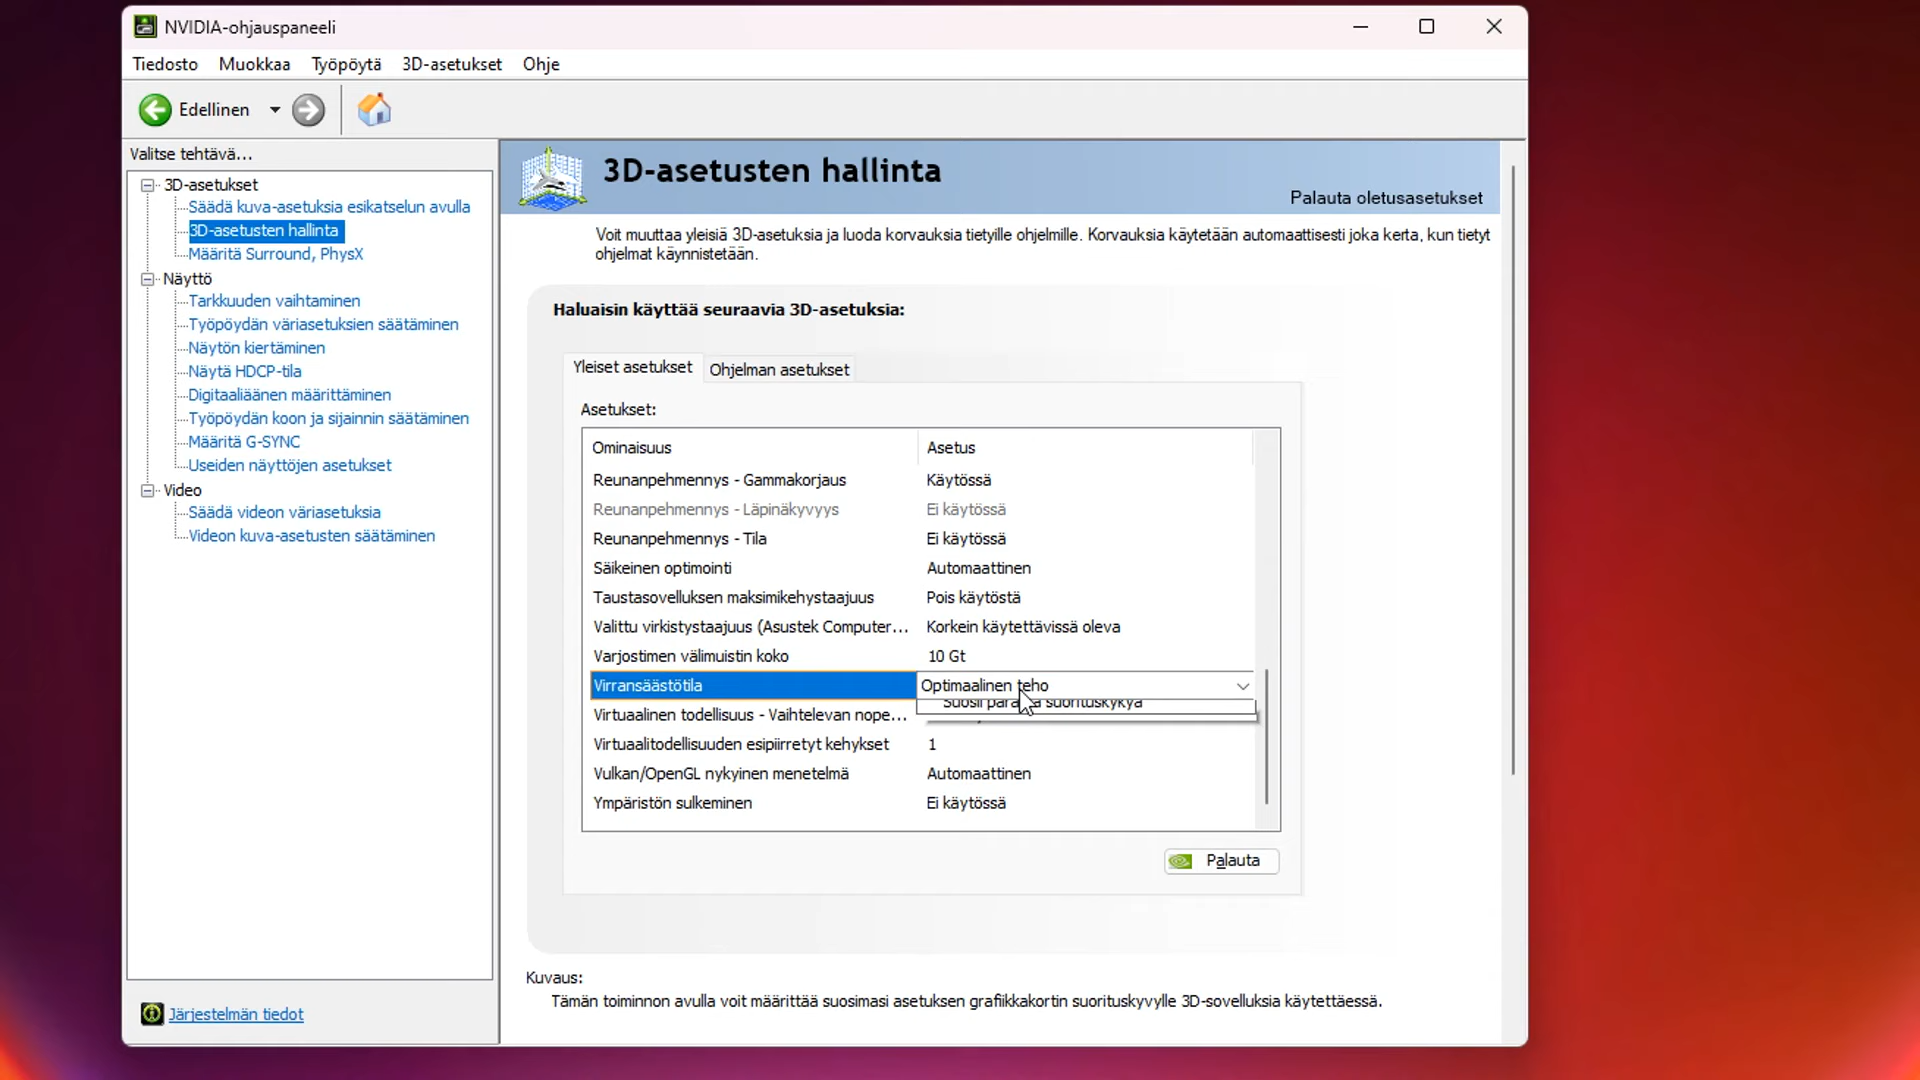 NVIDIA-ohjauspaneeli
Tiedosto Muokkaa Työpöytä 3D-asetukset Ohje
Edellinen
Valitse tehtävä...
3D-asetukset
Säädä kuva-asetuksia esikatselun avulla
3D-asetusten hallinta
Määritä Surround, PhysX
Näyttö
Tarkkuuden vaihtaminen
Työpöydän väriasetuksien säätäminen
Näytön kiertäminen
Näytä HDCP-tila
Digitaaliäänen määrittäminen
Työpöydän koon ja sijainnin säätäminen
Määritä G-SYNC
Useiden näyttöjen asetukset
Video
Säädä videon väriasetuksia
Videon kuva-asetusten säätäminen
Järjestelmän tiedot
3D-asetusten hallinta
Palauta oletusasetukset
Voit muuttaa yleisiä 3D-asetuksia ja luoda korvauksia tietyille ohjelmille. Korvauksia käytetään automaattisesti joka kerta, kun tietyt
ohjelmat käynnistetään.
Haluaisin käyttää seuraavia 3D-asetuksia:
Yleiset asetukset Ohjelman asetukset
Asetukset:
Ominaisuus Asetus
Reunanpehmennys - Gammakorjaus Käytössä
Reunanpehmennys - Läpinäkyvyys Ei käytössä
Reunanpehmennys - Tila Ei käytössä
Säikeinen optimointi Automaattinen
Taustasovelluksen maksimikehystaajuus Pois käytöstä
Valittu virkistystaajuus (Asustek Computer... Korkein käytettävissä oleva
Varjostimen välimuistin koko 10 Gt
Virransäästötila Optimaalinen teho
suorituskykyä
Virtuaalinen todellisuus - Vaihtelevan nope...
Virtuaalitodellisuuden esipiirretyt kehykset 1
Vulkan/OpenGL nykyinen menetelmä Automaattinen
Ympäristön sulkeminen Ei käytössä
Palauta
Kuvaus:
Tämän toiminnon avulla voit määrittää suosimasi asetuksen grafiikkakortin suorituskyvylle 3D-sovelluksia käytettäessä.